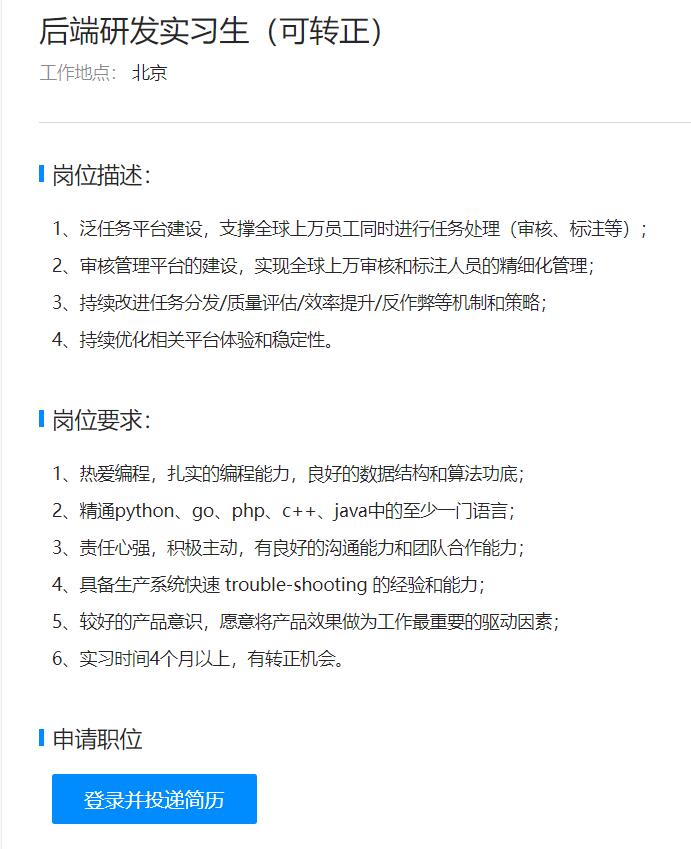 后端研发实习生（可转正）
工作地点： 北京
岗位描述：
1、泛任务平台建设，支撑全球上万员工同时进行任务处理（审核、标注等）；
2、审核管理平台的建设，实现全球上万审核和标注人员的精细化管理；
3、持续改进任务分发/质量评估/效率提升/反作弊等机制和策略；
4、持续优化相关平台体验和稳定性。
岗位要求：
1、热爱编程，扎实的编程能力，良好的数据结构和算法功底；
2、精通python、go、php、c++、java中的至少一门语言；
3、责任心强，积极主动，有良好的沟通能力和团队合作能力；
4、具备生产系统快速 trouble-shooting 的经验和能力；
5、较好的产品意识，愿意将产品效果做为工作最重要的驱动因素；
6、实习时间4个月以上，有转正机会。
申请职位
登录并投递简历